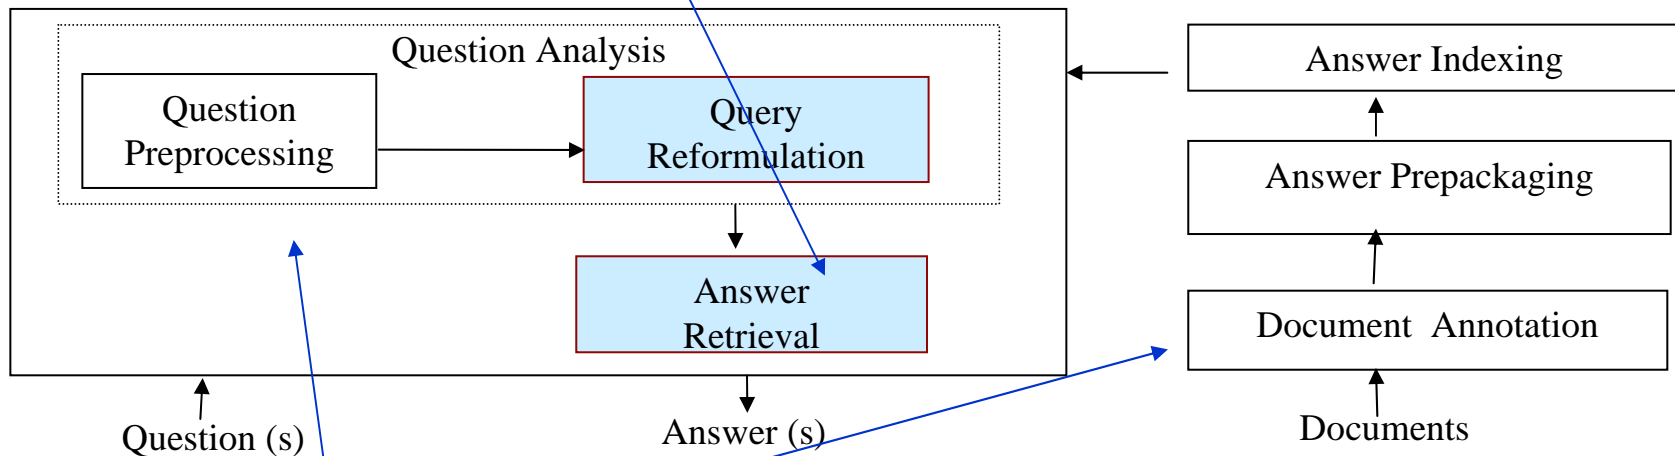 Question Analysis
Question
Preprocessing
Query
Reformulation
Answer
Retrieval
Question (s)
Answer (s)
Answer Indexing
Answer Prepackaging
Document Annotation
Documents